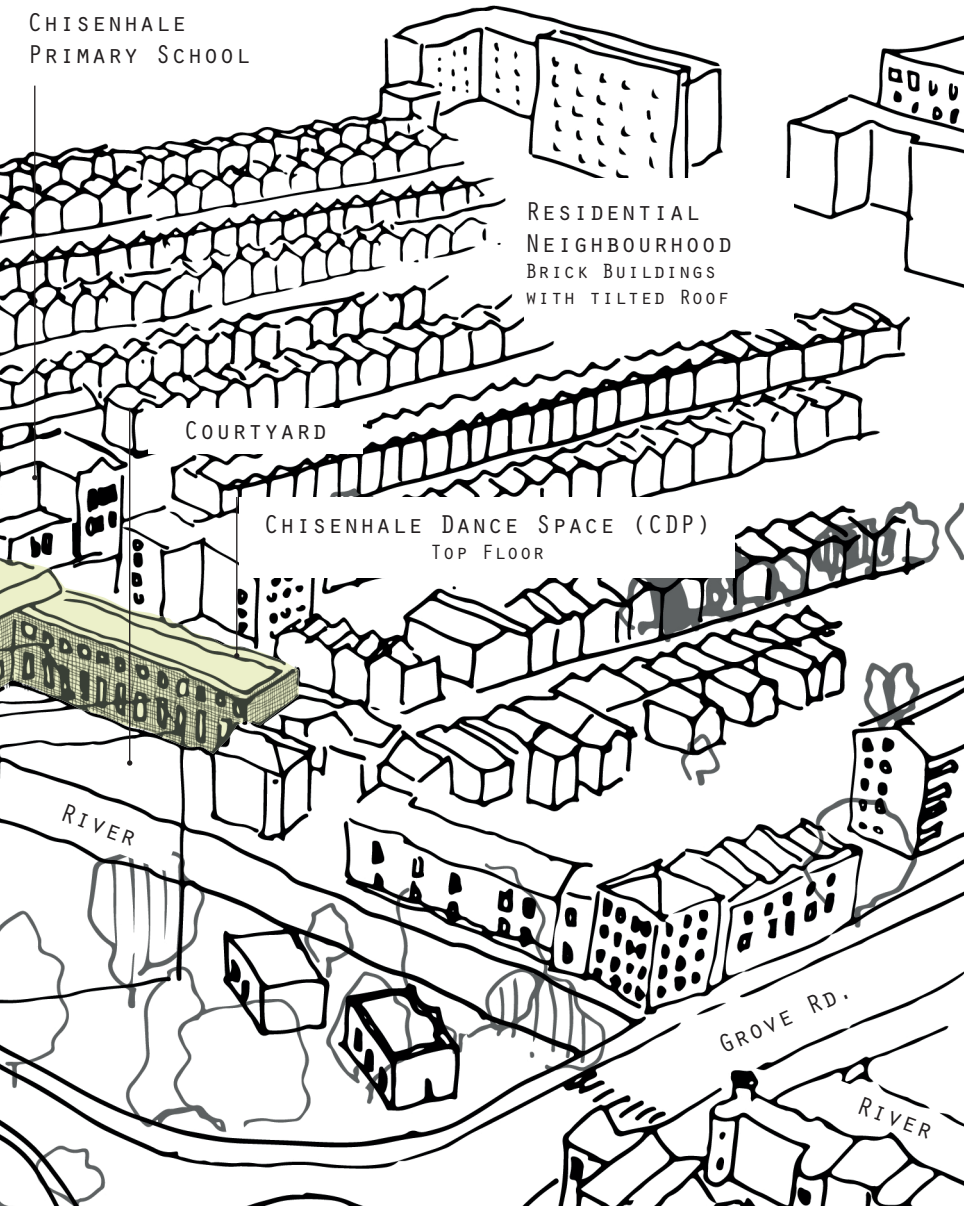 Chisenhale
Primary School
Residential
Neighbourhood
Brick Buildings
with tilted Roof
Courtyard
Chisenhale Dance Space (CDP)
Top Floor
River
Grove Rd.
River